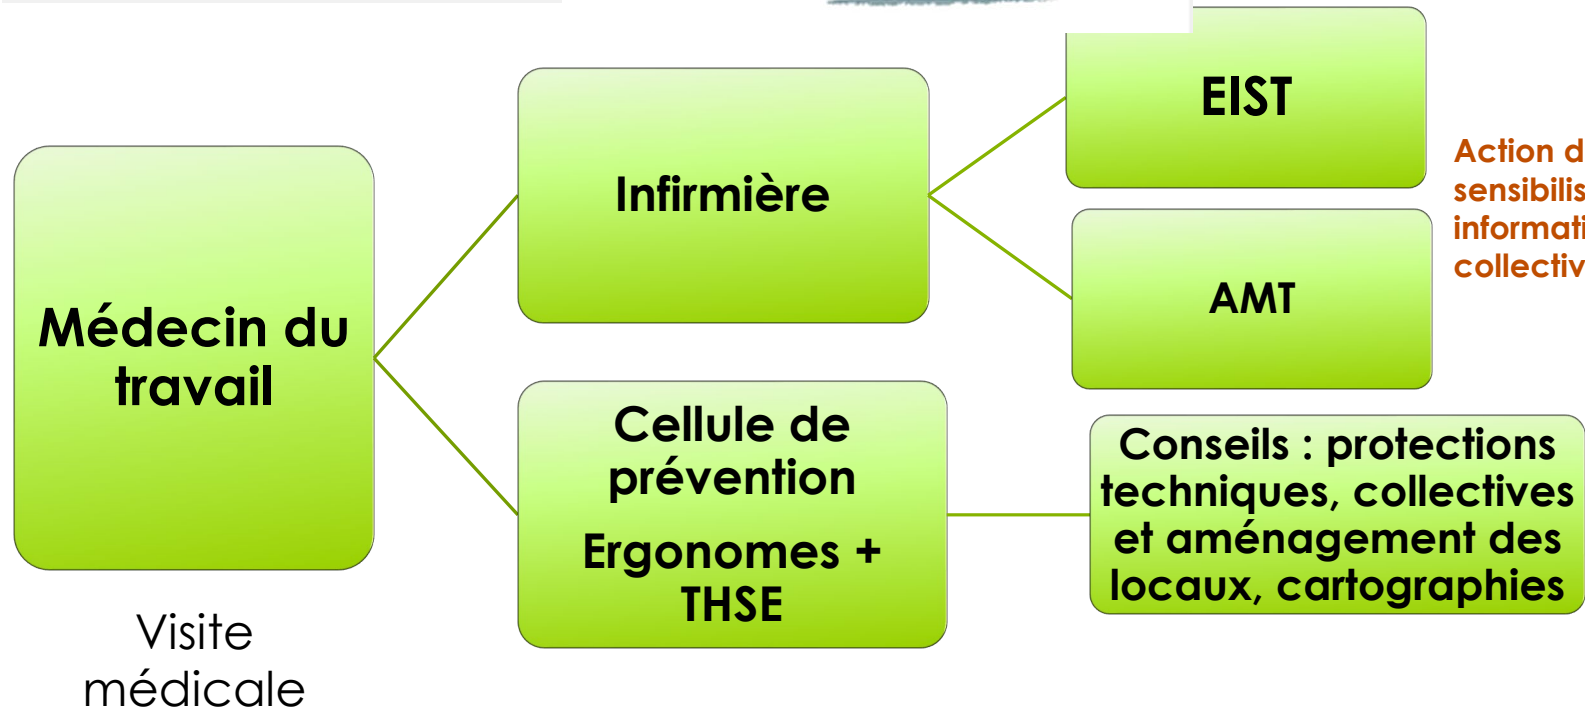 Médecin du
travail
Visite
médicale
Infirmière
Cellule de
prévention
Ergonomes +
THSE
EIST
AMT
Action
Conseils : protections
techniques, collectives
et aménagement des
locaux, cartographies